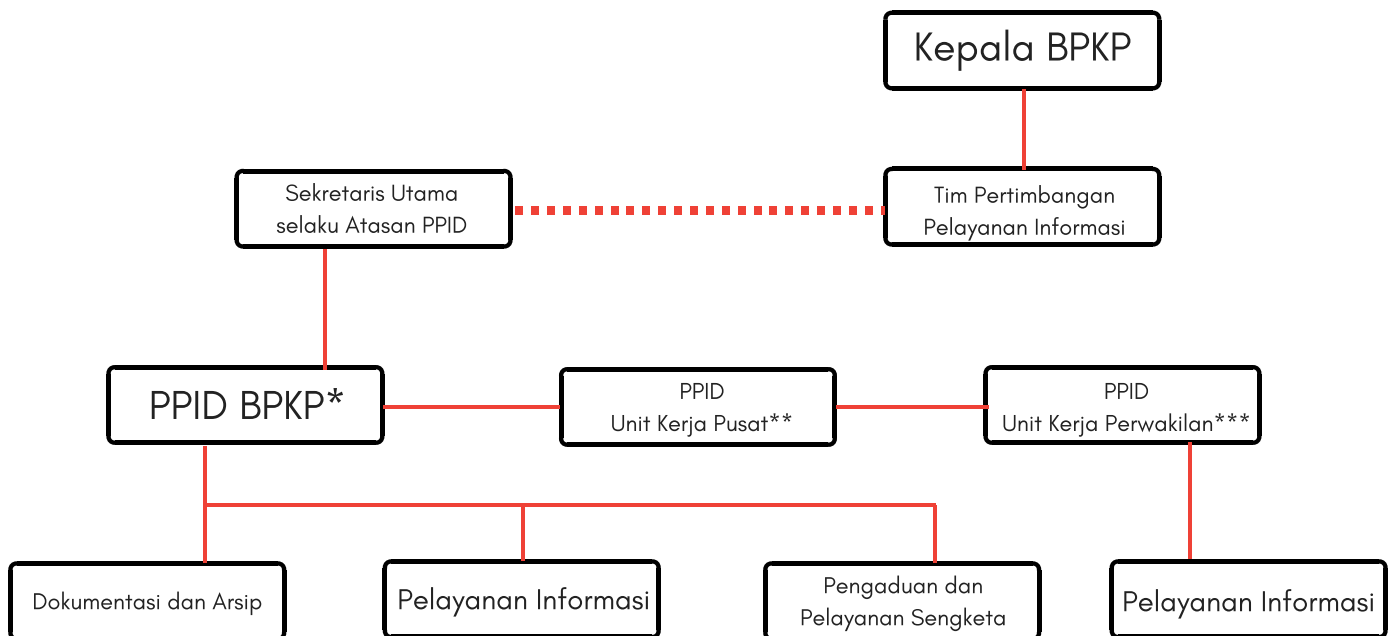 Kepala BPKP
Sekretaris Utama
selaku Atasan PPID
Tim Pertimbangan
Pelayanan Informasi
PPID BPKP*
PPID
Unit Kerja Pusat**
PPID
Unit Kerja Perwakilan***
Dokumentasi dan Arsip
Pelayanan Informasi
Pengaduan dan
Pelayanan Sengketa
Pelayanan Informasi